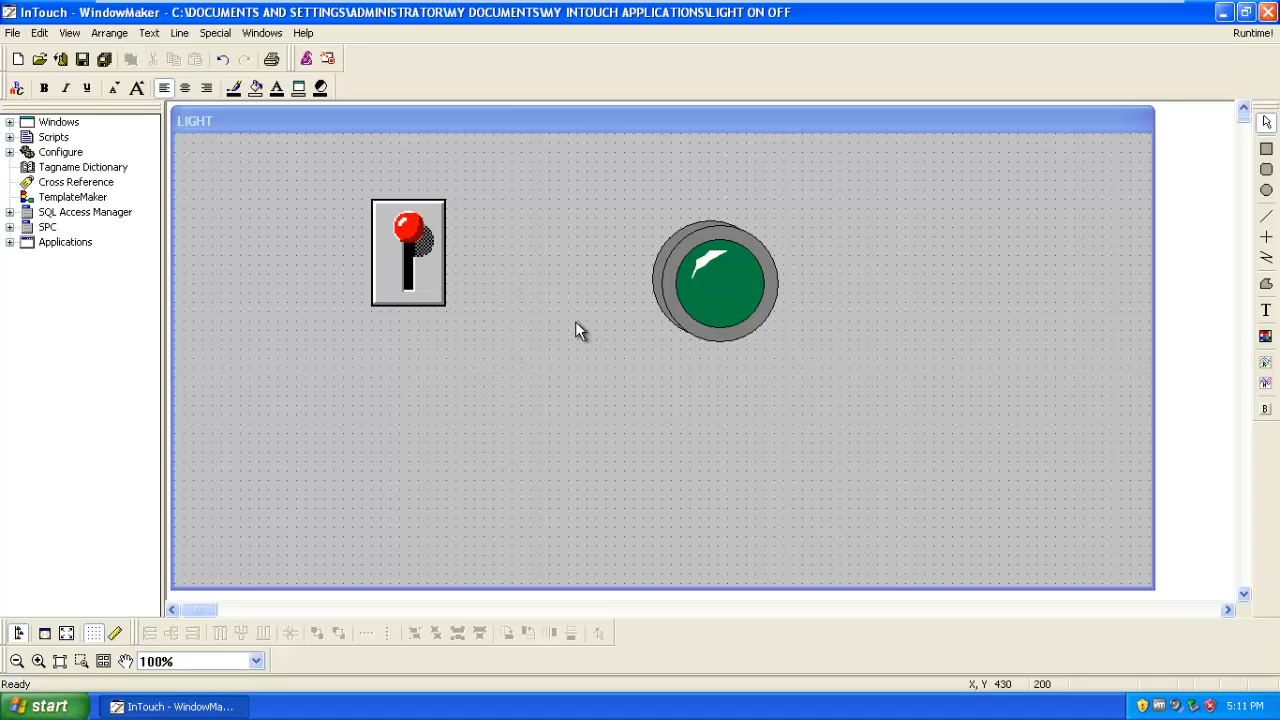 InTouch - WindowMaker - C:\DOCUMENTS AND SETTINGS\ADMINISTRATOR\MY DOCUMENTS\MY INTOUCH APPLICATIONS\LIGHT ON OFF
File Edit View Arrange Text Line Special Windows Help Runtime!
ABC B I U A A A
Windows
Scripts
Configure
Tagname Dictionary
Cross Reference
TemplateMaker
SQL Access Manager
SPC
Applications
LIGHT
T
B
100%
Ready X, Y 430 200
start InTouch - WindowMa... 5:11 PM